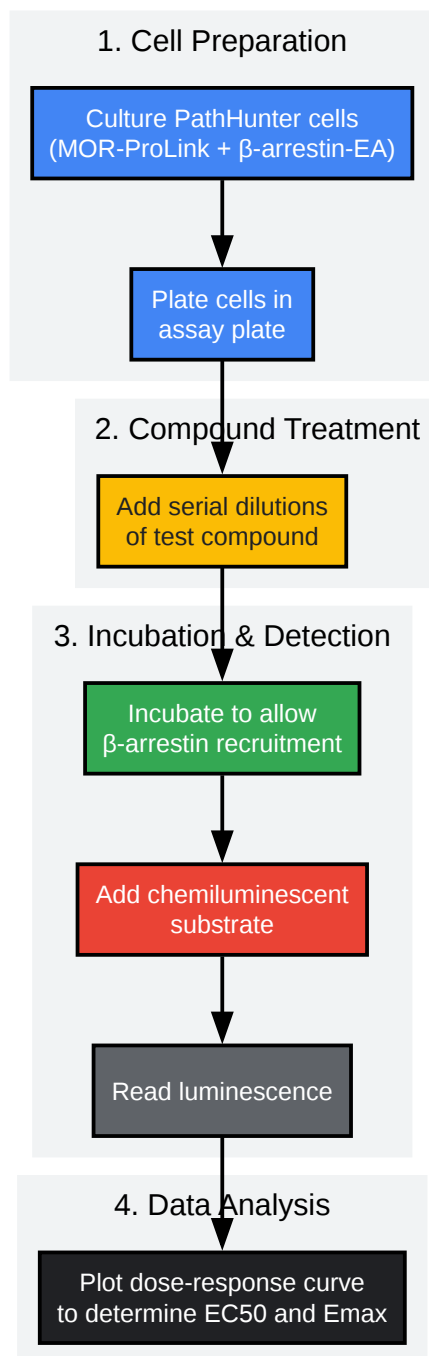 1. Cell Preparation
Culture PathHunter cells
(MOR-ProLink + β-arrestin-EA)
Plate cells in
assay plate
2. Compound Treatment
Add serial dilutions
of test compound
3. Incubation & Detection
Incubate to allow
β-arrestin recruitment
Add chemiluminescent
substrate
Read luminescence
4. Data Analysis
Plot dose-response curve
to determine EC50 and Emax